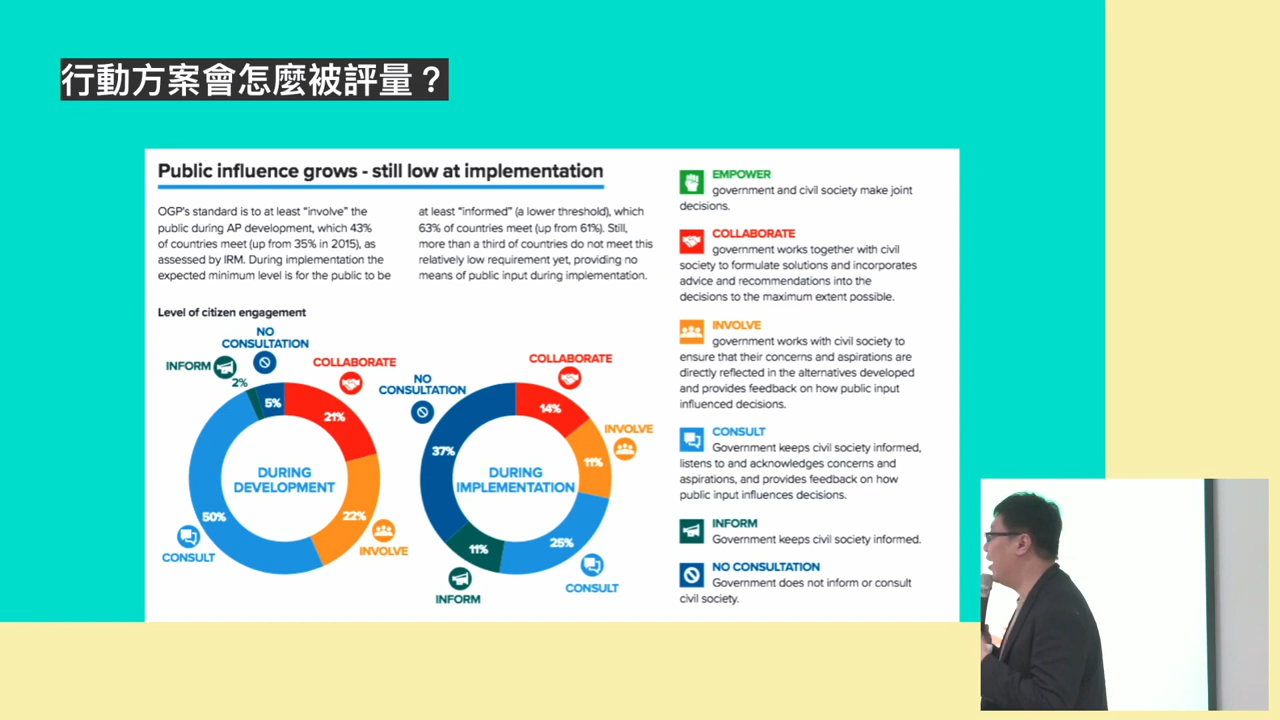 行動方案會怎麼被評量？
Public influence grows - still low at implementation
OGP's standard is to at least “involve” the
public during AP development, which 43%
of countries meet (up from 35% in 2015), as
assessed by IRM. During implementation the
expected minimum level is for the public to be
at least “informed” (a lower threshold), which
63% of countries meet (up from 61%). Still,
more than a third of countries do not meet this
relatively low requirement yet, providing no
means of public input during implementation.
Level of citizen engagement
NO
CONSULTATION
INFORM
2%
5%
COLLABORATE
21%
DURING
DEVELOPMENT
50%
22%
CONSULT
INVOLVE
COLLABORATE
NO
CONSULTATION
14%
INVOLVE
37%
11%
DURING
IMPLEMENTATION
25%
11%
CONSULT
INFORM
EMPOWER
government and civil society make joint
decisions.
COLLABORATE
government works together with civil
society to formulate solutions and incorporates
advice and recommendations into the
decisions to the maximum extent possible.
INVOLVE
government works with civil society to
ensure that their concerns and aspirations are
directly reflected in the alternatives developed
and provides feedback on how public input
influenced decisions.
CONSULT
Government keeps civil society informed,
listens to and acknowledges concerns and
aspirations, and provides feedback on how
public input influences decisions.
INFORM
Government keeps civil society informed.
NO CONSULTATION
Government does not inform or consult
civil society.